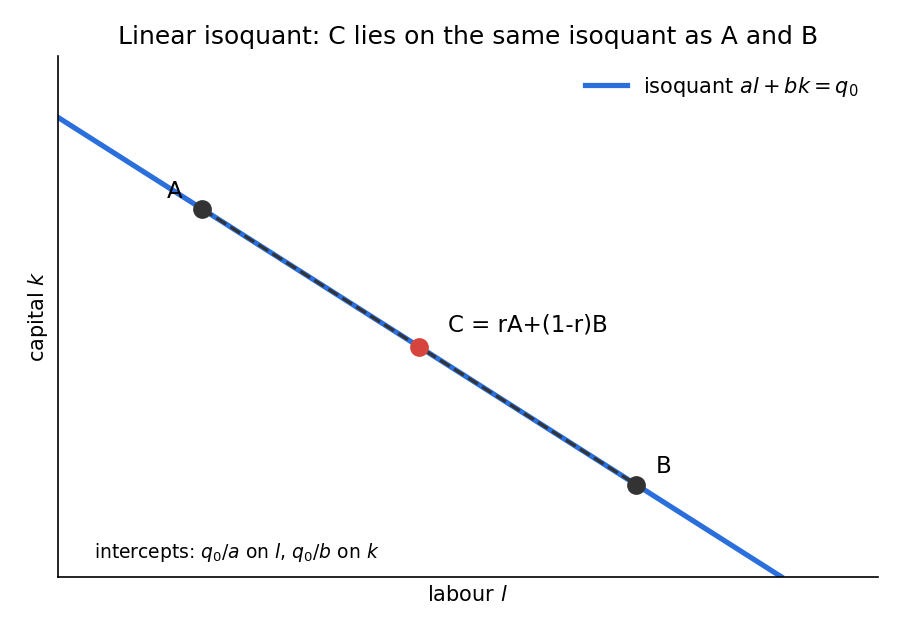 Linear isoquant: C lies on the same isoquant as A and B
isoquant al + bk = q₀
A
capital k
C = rA+(1-r)B
B
intercepts: q₀/a on l, q₀/b on k
labour l